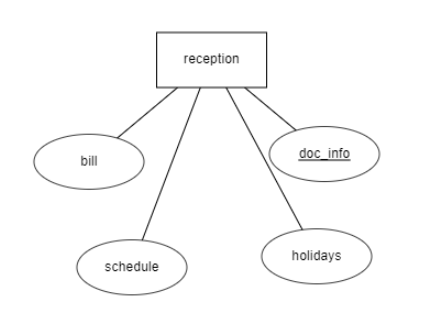 reception
bill
doc_info
schedule
holidays